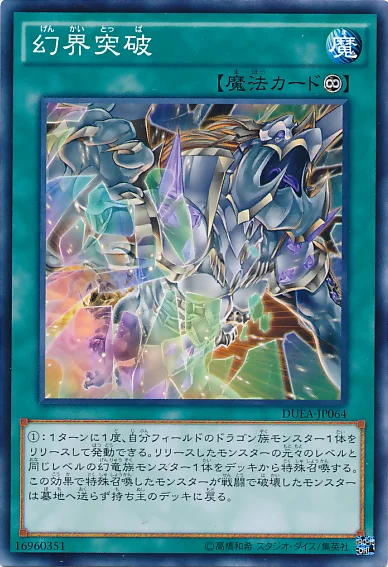 幻界突破
魔
【魔法カード∞】
DUEA-JP064
①：1ターンに1度、自分フィールドのドラゴン族モンスター1体を
リリースして発動できる。リリースしたモンスターの元々のレベルと
同じレベルの幻竜族モンスター1体をデッキから特殊召喚する。
この効果で特殊召喚したモンスターが戦闘で破壊したモンスター
は墓地へ送らず持ち主のデッキに戻る。
16960351
©高橋和希 スタジオ・ダイス/集英社